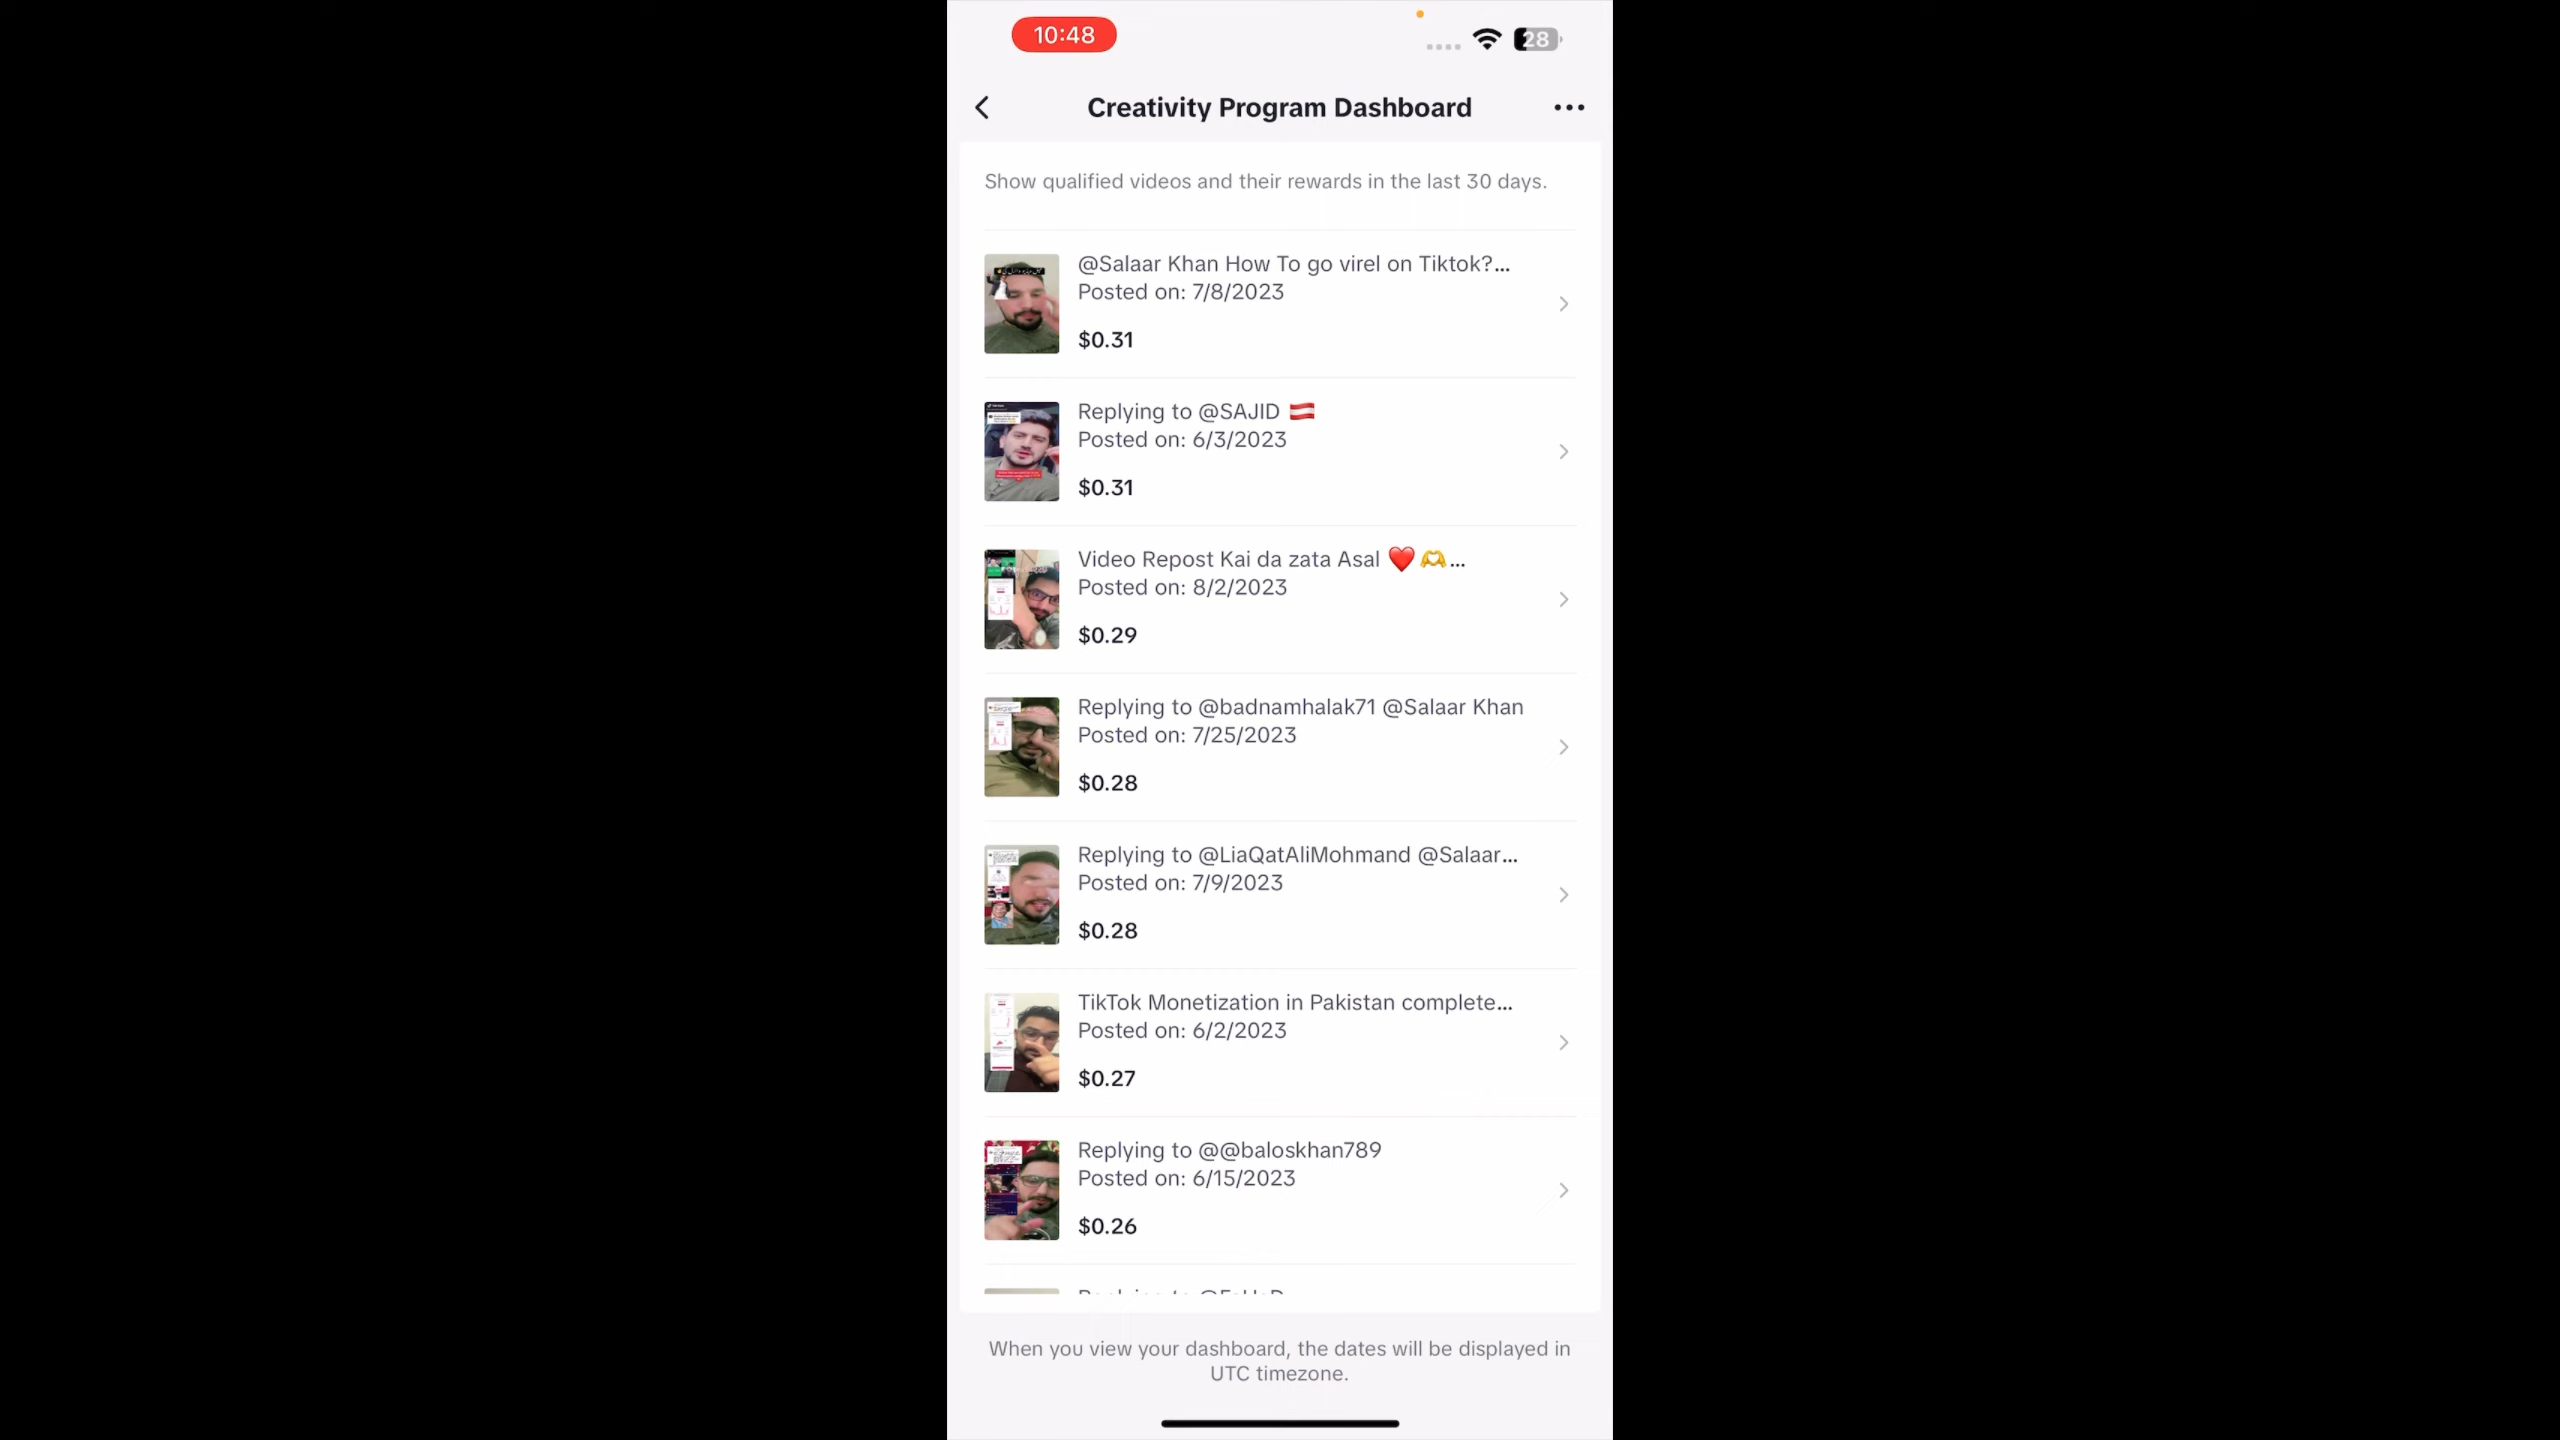 10:48
28
Creativity Program Dashboard
Show qualified videos and their rewards in the last 30 days.
@Salaar Khan How To go virel on Tiktok?...
Posted on: 7/8/2023
$0.31
Replying to @SAJID 🇦🇹
Posted on: 6/3/2023
$0.31
Video Repost Kai da zata Asal ❤️🫶...
Posted on: 8/2/2023
$0.29
Replying to @badnamhalak71 @Salaar Khan
Posted on: 7/25/2023
$0.28
Replying to @LiaQatAliMohmand @Salaar...
Posted on: 7/9/2023
$0.28
TikTok Monetization in Pakistan complete...
Posted on: 6/2/2023
$0.27
Replying to @@baloskhan789
Posted on: 6/15/2023
$0.26
Replying to
When you view your dashboard, the dates will be displayed in
UTC timezone.